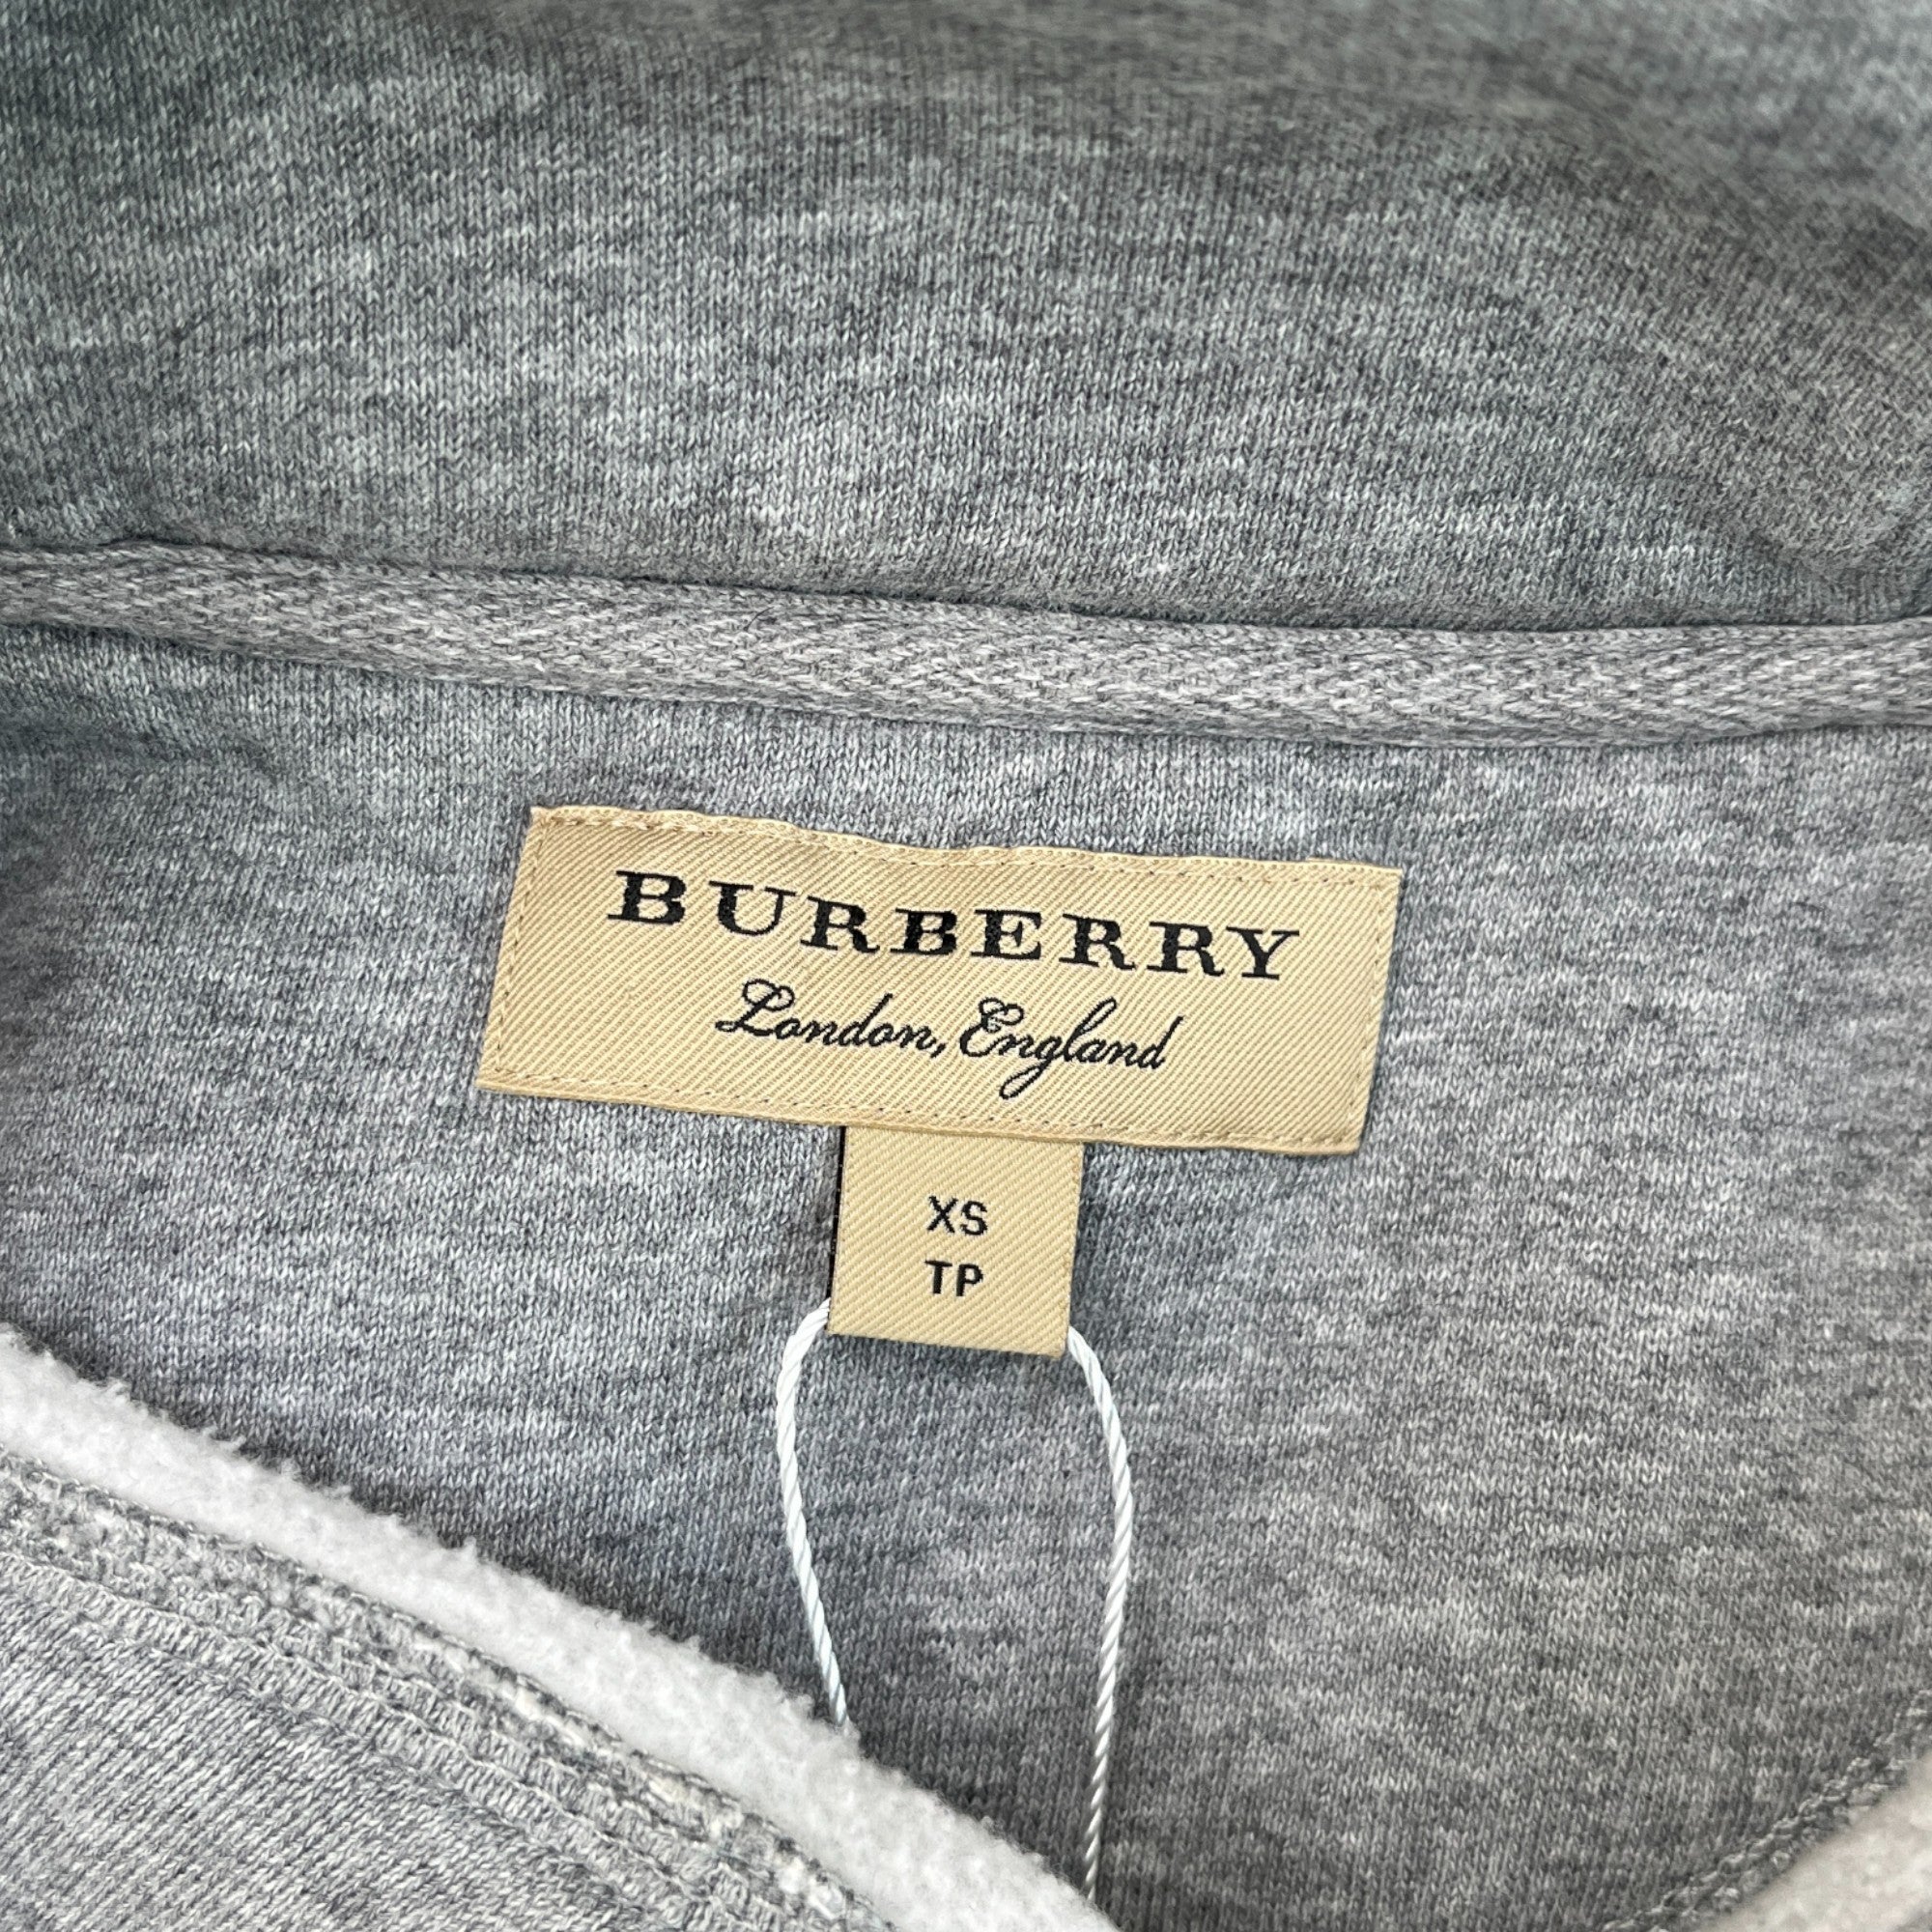 BURBERRY
London, England
XS
TP